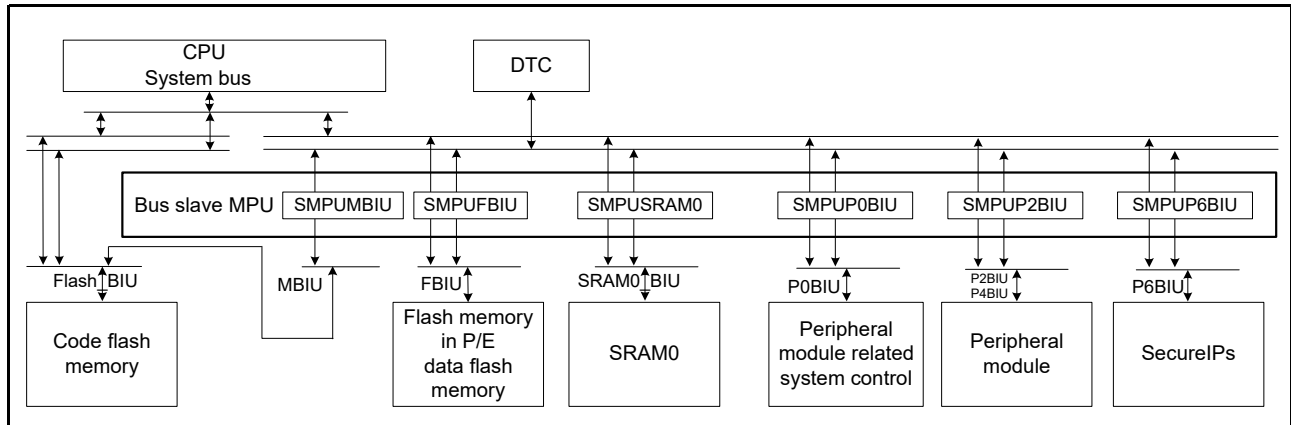 CPU
System bus
DTC
Bus slave MPU
SMPUMBIU
SMPUFBIU
SMPUSRAM0
SMPUP0BIU
SMPUP2BIU
SMPUP6BIU
Flash BIU
MBIU
FBIU
SRAM0 BIU
P0BIU
P2BIU
P4BIU
P6BIU
Code flash
memory
Flash memory
in P/E
data flash
memory
SRAM0
Peripheral
module related
system control
Peripheral
module
SecureIPs